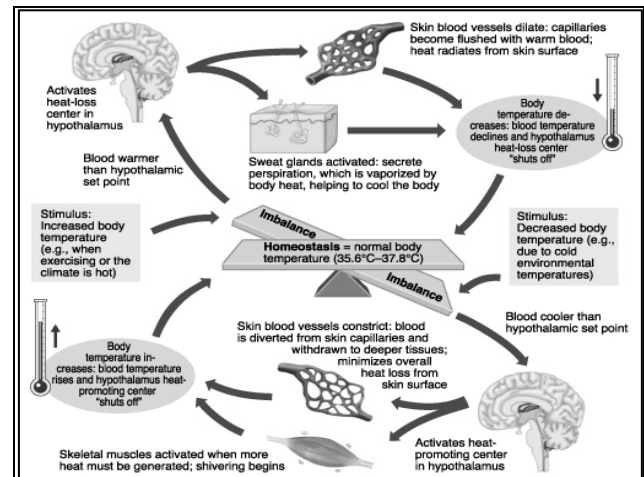 Skin blood vessels dilate: capillaries
become flushed with warm blood;
heat radiates from skin surface
Activates
heat-loss
center in
hypothalamus
Body
temperature de-
creases: blood temperature
declines and hypothalamus
heat-loss center
"shuts off"
Sweat glands activated: secrete
perspiration, which is vaporized by
body heat, helping to cool the body
Blood warmer
than hypothalamic
set point
Stimulus:
Increased body
temperature
(e.g., when
exercising or the
climate is hot)
Imbalance
Homeostasis = normal body
temperature (35.6°C–37.8°C)
Imbalance
Stimulus:
Decreased body
temperature (e.g.,
due to cold
environmental
temperatures)
Blood cooler than
hypothalamic set point
Skin blood vessels constrict: blood
is diverted from skin capillaries and
withdrawn to deeper tissues;
minimizes overall
heat loss from
skin surface
Body
temperature in-
creases: blood temperature
rises and hypothalamus heat-
promoting center
"shuts off"
Activates heat-
promoting center
in hypothalamus
Skeletal muscles activated when more
heat must be generated; shivering begins